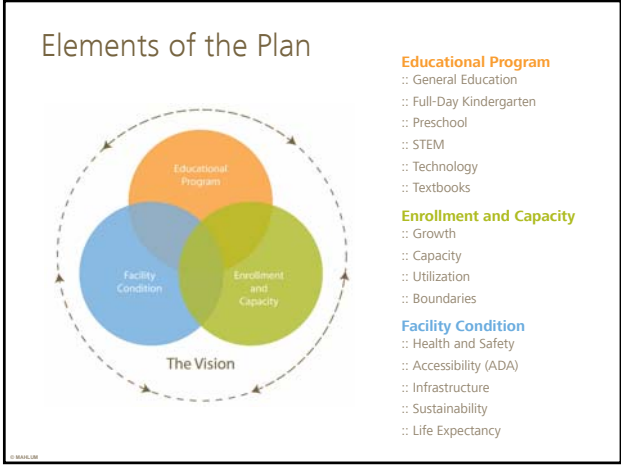 Elements of the Plan
Educational
Program
Facility
Condition
Enrollment
and
Capacity
The Vision
Educational Program
:: General Education
:: Full-Day Kindergarten
:: Preschool
:: STEM
:: Technology
:: Textbooks
Enrollment and Capacity
:: Growth
:: Capacity
:: Utilization
:: Boundaries
Facility Condition
:: Health and Safety
:: Accessibility (ADA)
:: Infrastructure
:: Sustainability
:: Life Expectancy
© MAHLUM